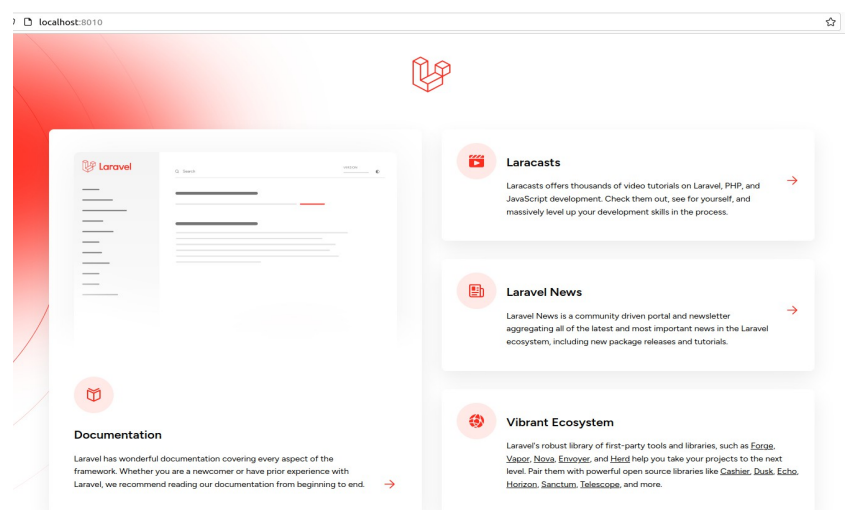 localhost:8010
Laravel
Search
VERSION
Documentation
Laravel has wonderful documentation covering every aspect of the
framework. Whether you are a newcomer or have prior experience with
Laravel, we recommend reading our documentation from beginning to end.
Laracasts
Laracasts offers thousands of video tutorials on Laravel, PHP, and
JavaScript development. Check them out, see for yourself, and
massively level up your development skills in the process.
Laravel News
Laravel News is a community driven portal and newsletter
aggregating all of the latest and most important news in the Laravel
ecosystem, including new package releases and tutorials.
Vibrant Ecosystem
Laravel's robust library of first-party tools and libraries, such as Forge,
Vapor, Nova, Envoyer, and Herd help you take your projects to the next
level. Pair them with powerful open source libraries like Cashier, Dusk, Echo,
Horizon, Sanctum, Telescope, and more.